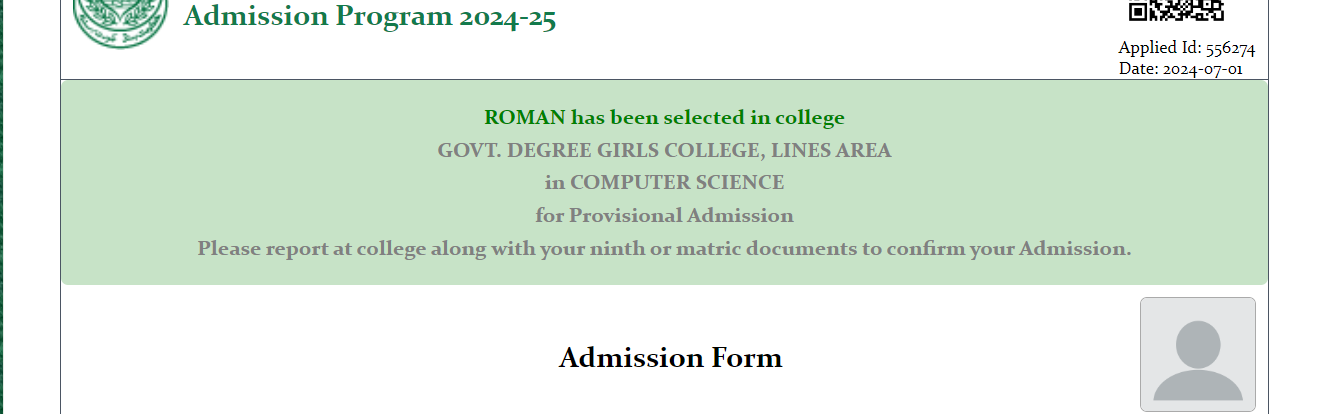 Admission Program 2024-25
Applied Id: 556274
Date: 2024-07-01
ROMAN has been selected in college
GOVT. DEGREE GIRLS COLLEGE, LINES AREA
in COMPUTER SCIENCE
for Provisional Admission
Please report at college along with your ninth or matric documents to confirm your Admission.
Admission Form